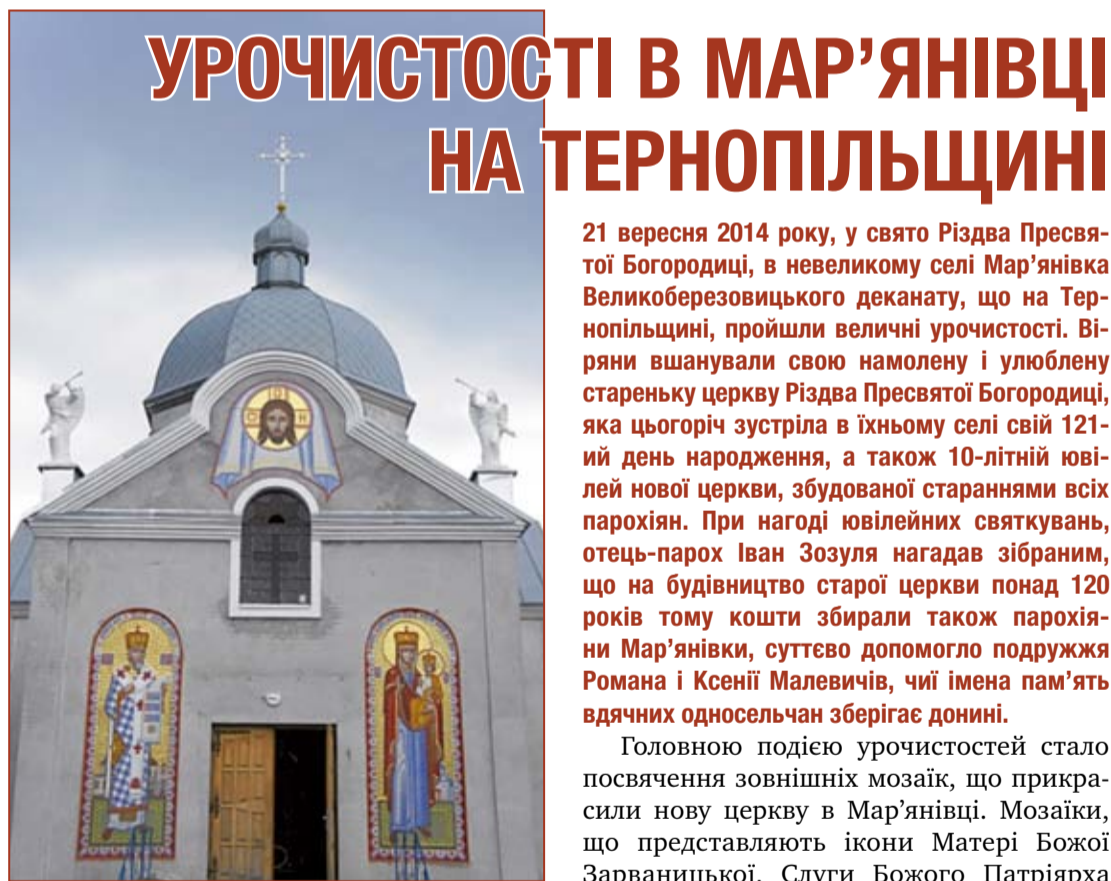 УРОЧИСТОСТІ В МАР’ЯНІВЦІ
НА ТЕРНОПІЛЬЩИНІ
21 вересня 2014 року, у свято Різдва Пресвя-
тої Богородиці, в невеликому селі Мар’янівка
Великоберезовицького деканату, що на Тер-
нопільщині, пройшли величні урочистості. Ві-
ряни вшанували свою намолену і улюблену
стареньку церкву Різдва Пресвятої Богородиці,
яка цьогоріч зустріла в їхньому селі свій 121-
ий день народження, а також 10-літній юві-
лей нової церкви, збудованої стараннями всіх
парохіян. При нагоді ювілейних святкувань,
отець-парох Іван Зозуля нагадав зібраним,
що на будівництво старої церкви понад 120
років тому кошти збирали також парохія-
ни Мар’янівки, суттєво допомогло подружжя
Романа і Ксенії Малевичів, чиї імена пам’ять
вдячних односельчан зберігає донині.
Головною подією урочистостей стало
посвячення зовнішніх мозаїк, що прикра-
сили нову церкву в Мар’янівці. Мозаїки,
що представляють ікони Матері Божої
Зарваницької, Слуги Божого Патріярха